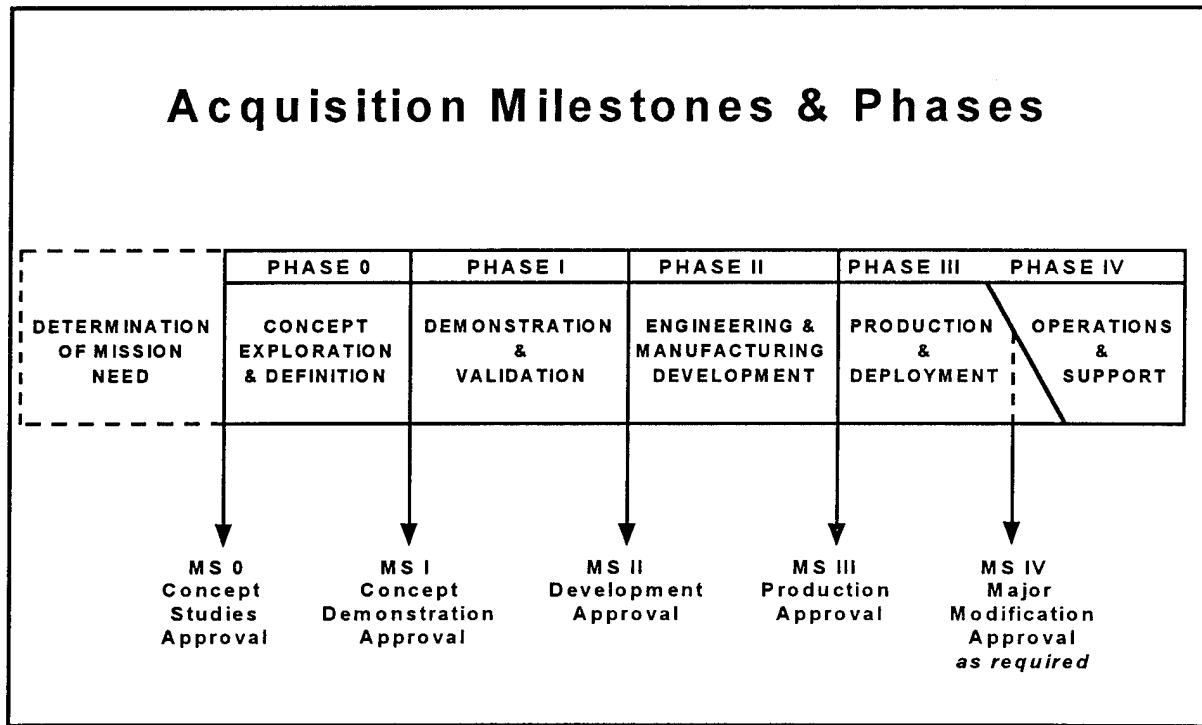 Acquisition Milestones & Phases
PHASE 0
PHASE I
PHASE II
PHASE III
PHASE IV
DETERMINATION
OF MISSION
NEED
CONCEPT
EXPLORATION
& DEFINITION
DEMONSTRATION
&
VALIDATION
ENGINEERING &
MANUFACTURING
DEVELOPMENT
PRODUCTION
&
DEPLOYMENT
OPERATIONS
&
SUPPORT
MS 0
Concept
Studies
Approval
MS I
Concept
Demonstration
Approval
MS II
Development
Approval
MS III
Production
Approval
MS IV
Major
Modification
Approval
as required